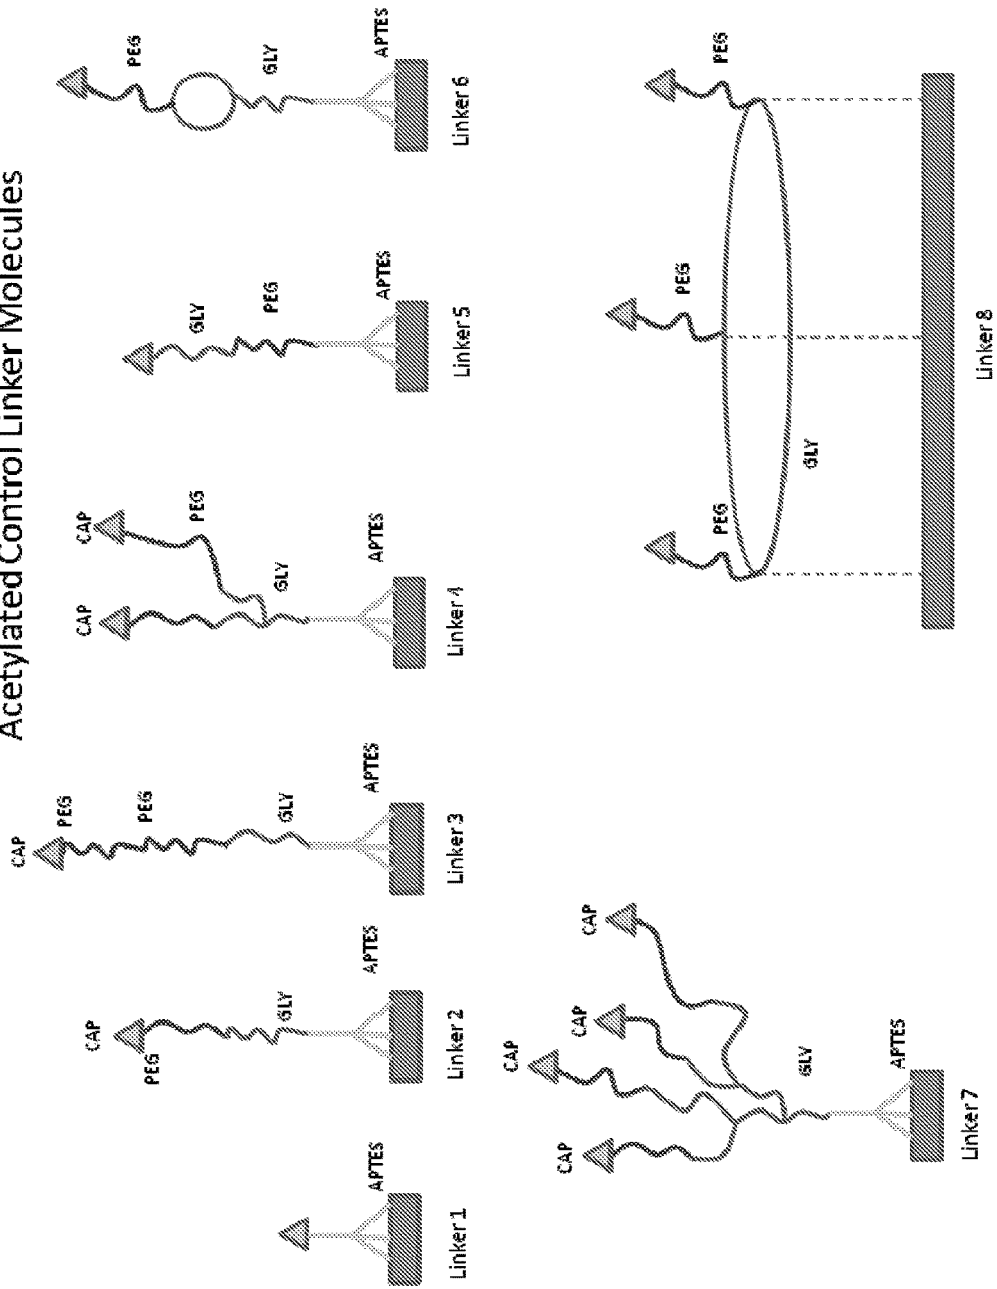 Acetylated Control Linker Molecules
APTES
Linker 1
CAP
PEG
GLY
APTES
Linker 2
CAP
PEG
PEG
GLY
APTES
Linker 3
CAP
CAP
PEG
GLY
APTES
Linker 4
GLY
PEG
APTES
Linker 5
PEG
GLY
APTES
Linker 6
CAP
CAP
CAP
CAP
GLY
APTES
Linker 7
PEG
PEG
PEG
GLY
Linker 8